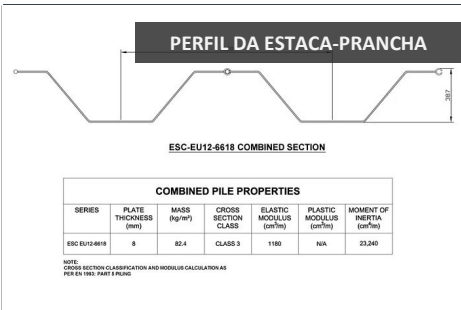 PERFIL DA ESTACA-PRANCHA
387
ESC-EU12-6618 COMBINED SECTION
COMBINED PILE PROPERTIES
SERIES PLATE THICKNESS (mm) MASS (kg/m²) CROSS SECTION CLASS ELASTIC MODULUS (cm³/m) PLASTIC MODULUS (cm³/m) MOMENT OF INERTIA (cm⁴/m)
ESC EU12-6618 8 82.4 CLASS 3 1180 N/A 23,240
NOTE:
CROSS SECTION CLASSIFICATION AND MODULUS CALCULATION AS
PER EN 1993: PART 5 PILING